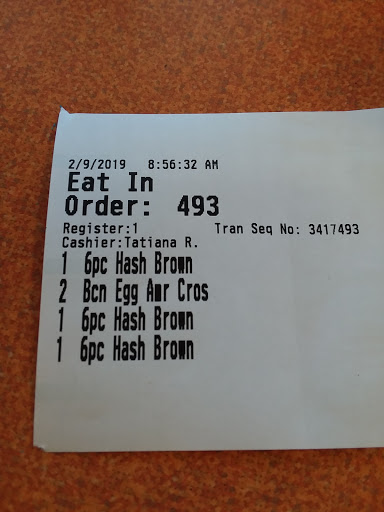 2/9/2019 8:56:32 AM
Eat In
Order: 493
Register:1 Tran Seq No: 3417493
Cashier:Tatiana R.
1 6pc Hash Brown
2 Bcn Egg Amr Cros
1 6pc Hash Brown
1 6pc Hash Brown